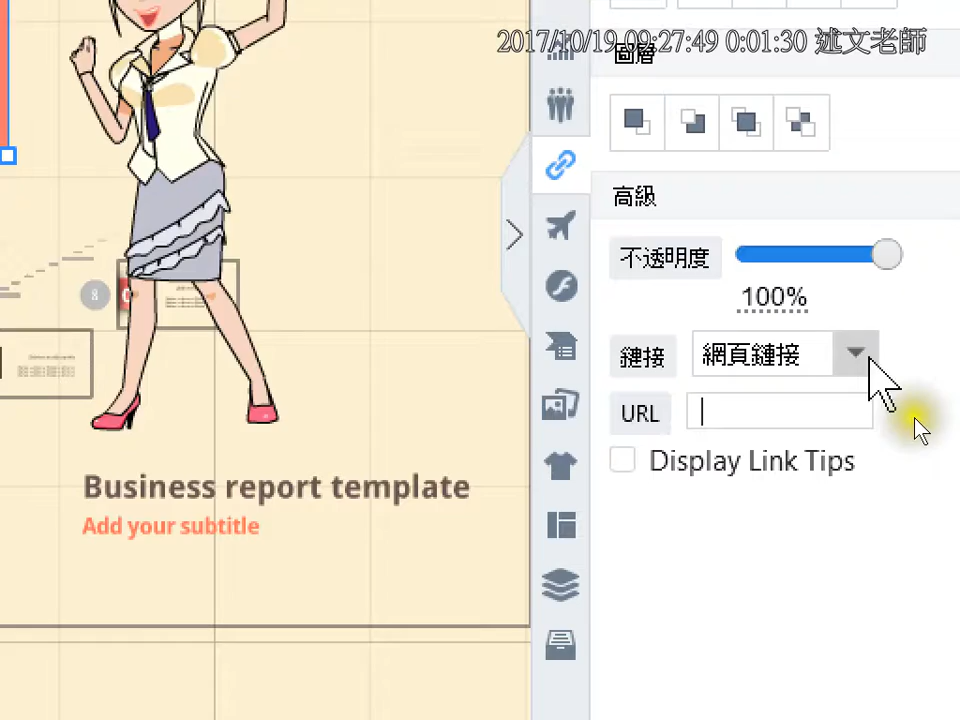 2017/10/19 09:27:49 0:01:30 述文老師
圖層
高級
不透明度
100%
8
鏈接 網頁鏈接
URL
Display Link Tips
Business report template
Add your subtitle